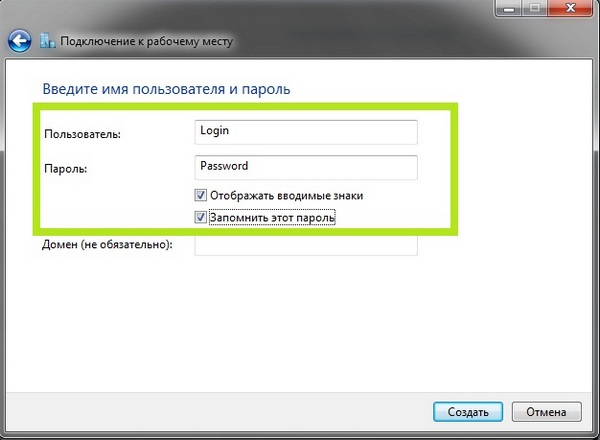 Подключение к рабочему месту
Введите имя пользователя и пароль
Пользователь: Login
Пароль: Password
Отображать вводимые знаки
Запомнить этот пароль
Домен (не обязательно):
Создать Отмена